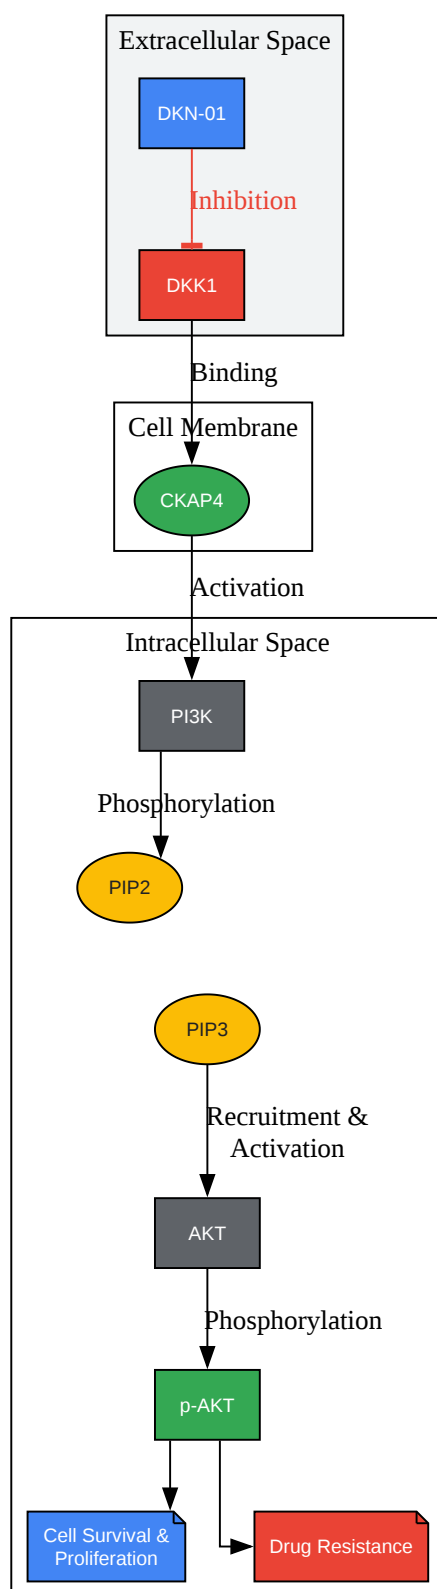 Extracellular Space
DKN-01
Inhibition
DKK1
Binding
Cell Membrane
CKAP4
Activation
Intracellular Space
PI3K
Phosphorylation
PIP2
PIP3
Recruitment &
Activation
AKT
Phosphorylation
p-AKT
Cell Survival &
Proliferation
Drug Resistance